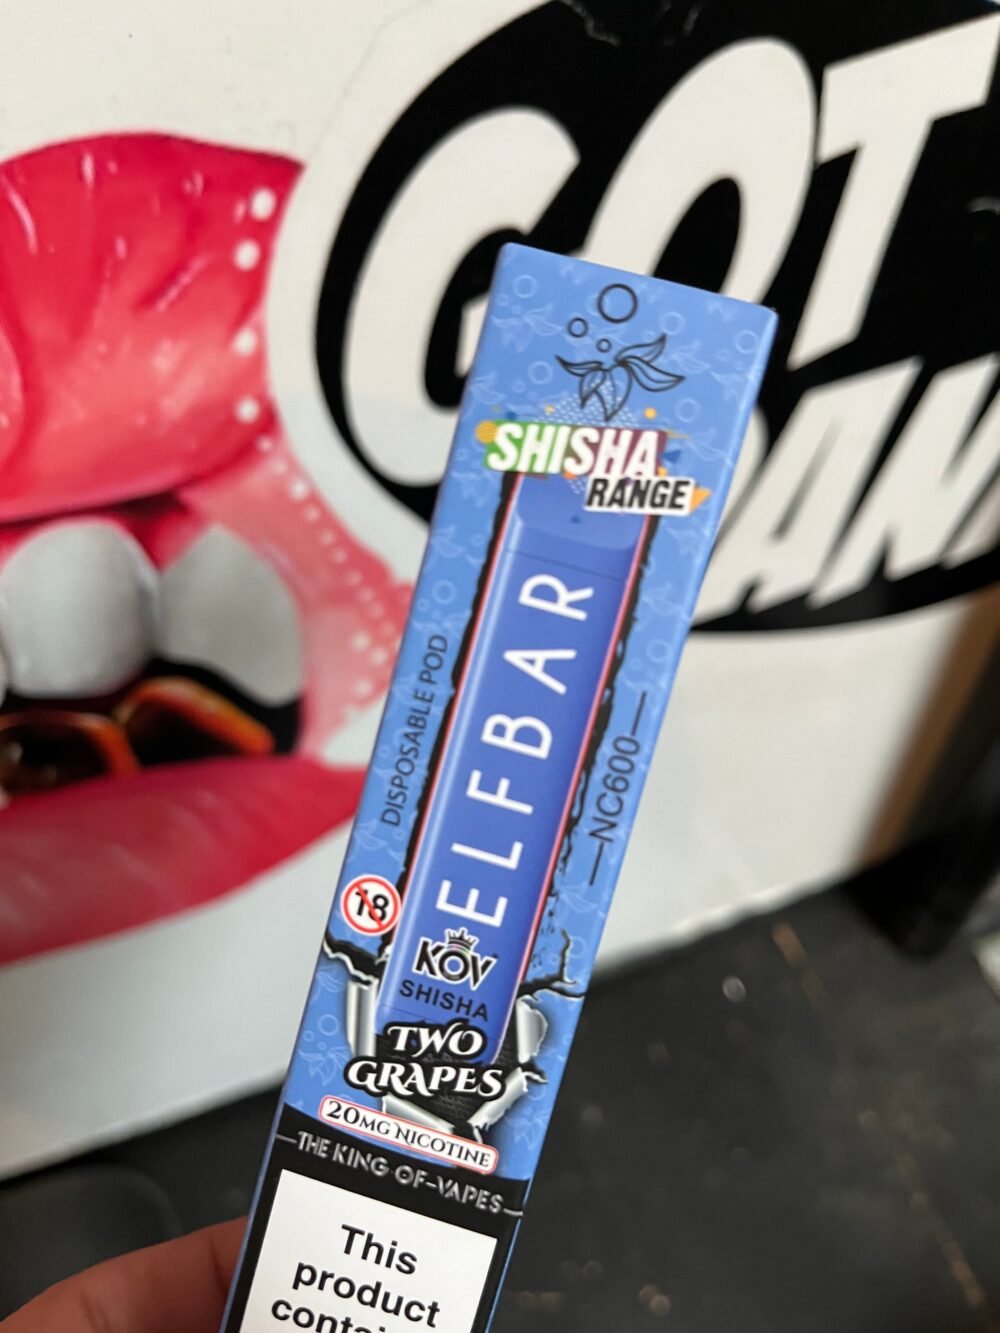 GOT
SHISHA
RANGE
ELFBAR
DISPOSABLE POD
—NC600—
18
KOV
SHISHA
TWO
GRAPES
20MG NICOTINE
—THE KING-OF-VAPES—
This
product